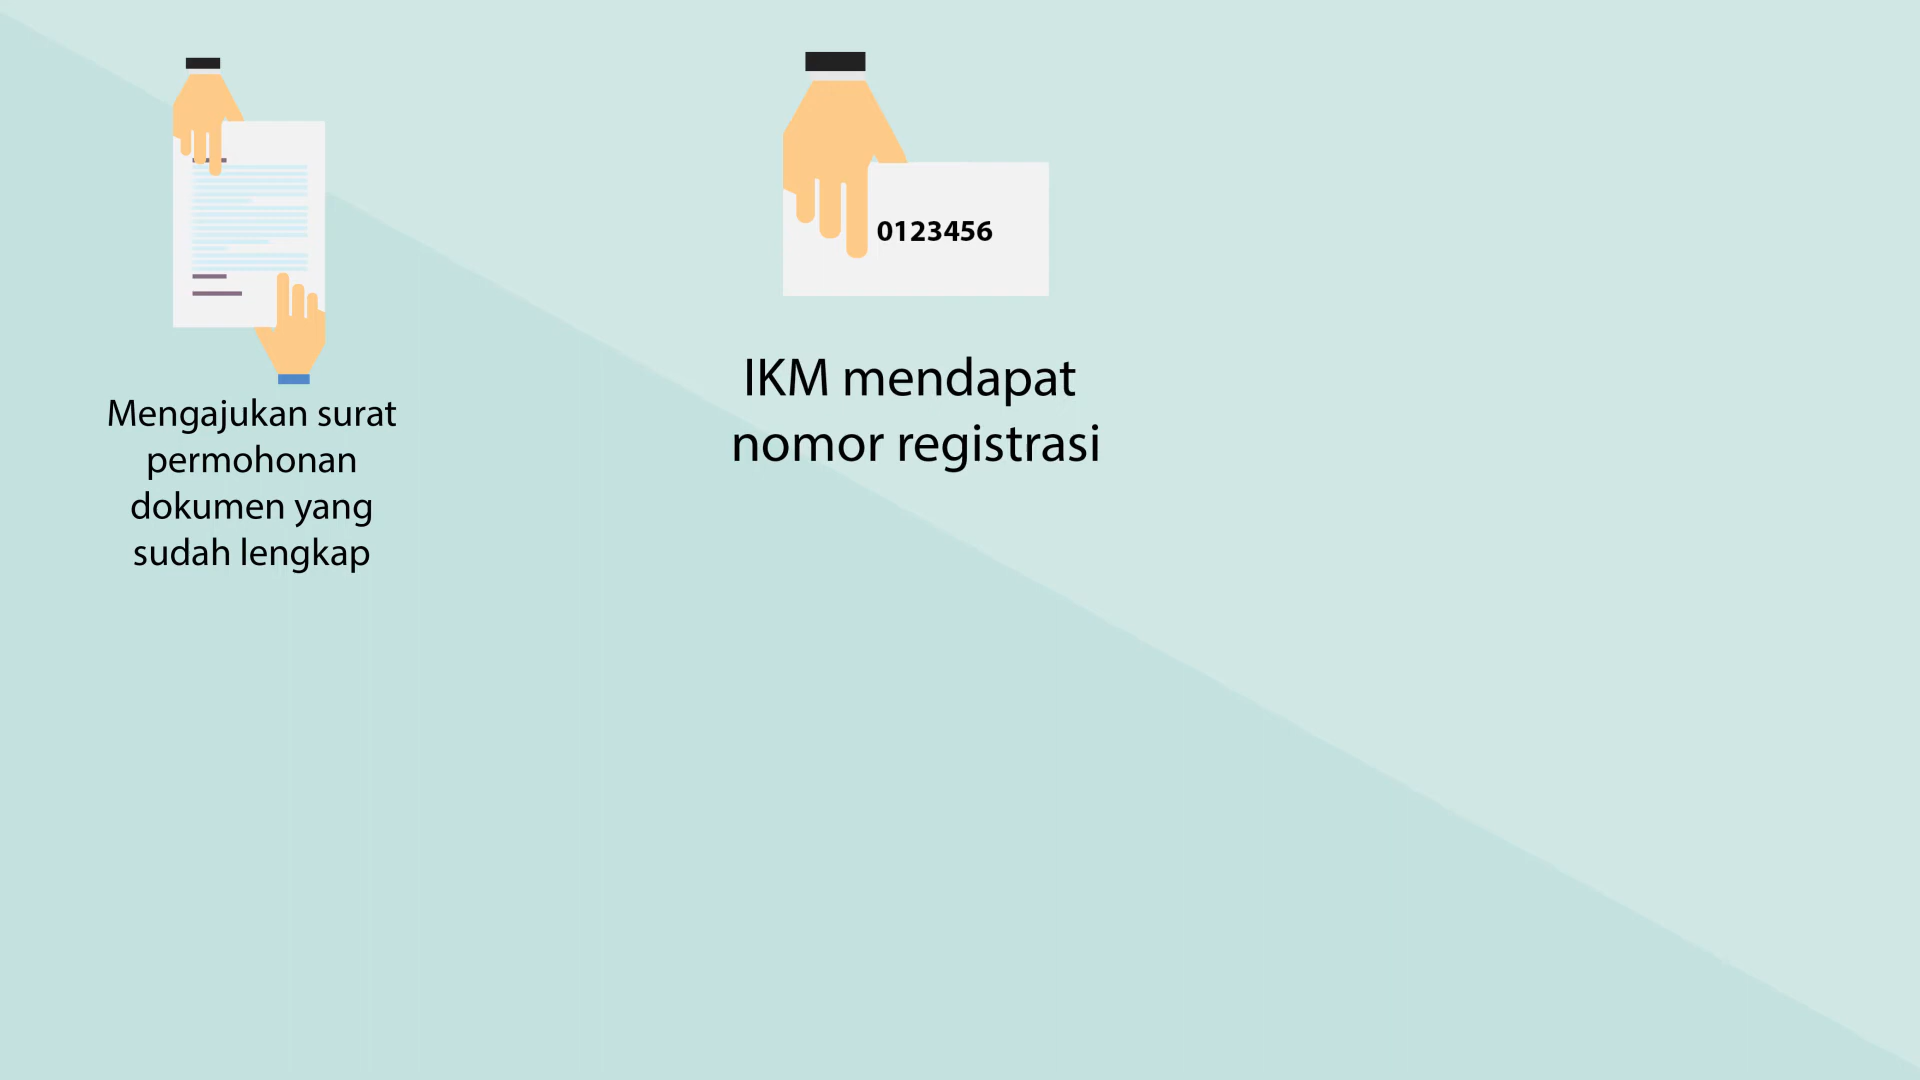 Mengajukan surat
permohonan
dokumen yang
sudah lengkap
0123456
IKM mendapat
nomor registrasi